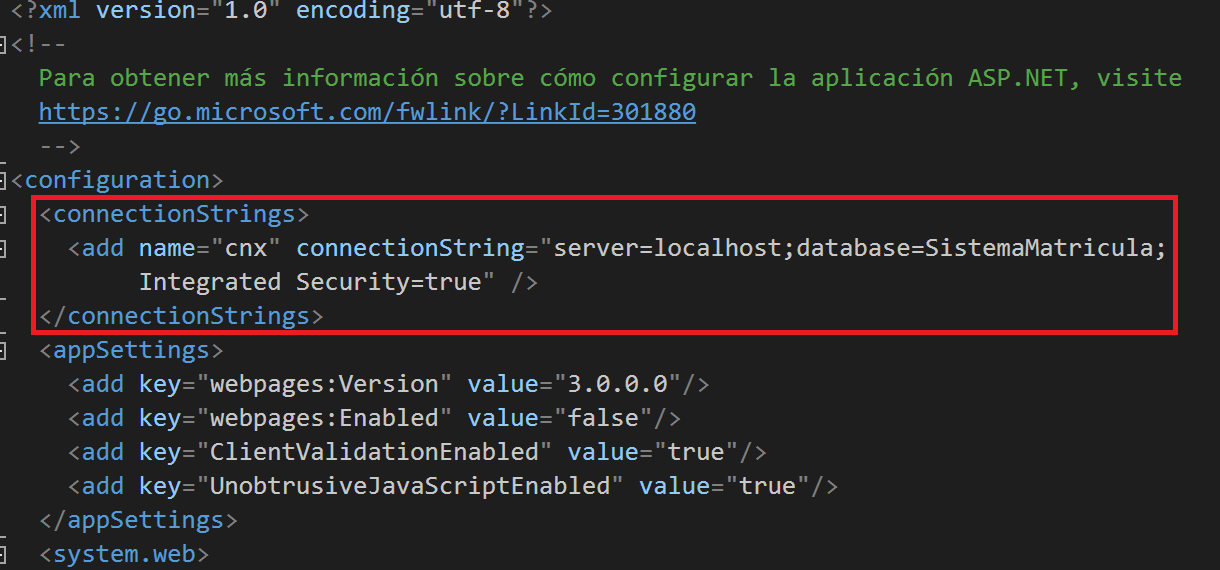 <?xml version="1.0" encoding="utf-8"?>
<!--
Para obtener más información sobre cómo configurar la aplicación ASP.NET, visite
https://go.microsoft.com/fwlink/?LinkId=301880
-->
<configuration>
<connectionStrings>
<add name="cnx" connectionString="server=localhost;database=SistemaMatricula;
Integrated Security=true" />
</connectionStrings>
<appSettings>
<add key="webpages:Version" value="3.0.0.0"/>
<add key="webpages:Enabled" value="false"/>
<add key="ClientValidationEnabled" value="true"/>
<add key="UnobtrusiveJavaScriptEnabled" value="true"/>
</appSettings>
<system.web>